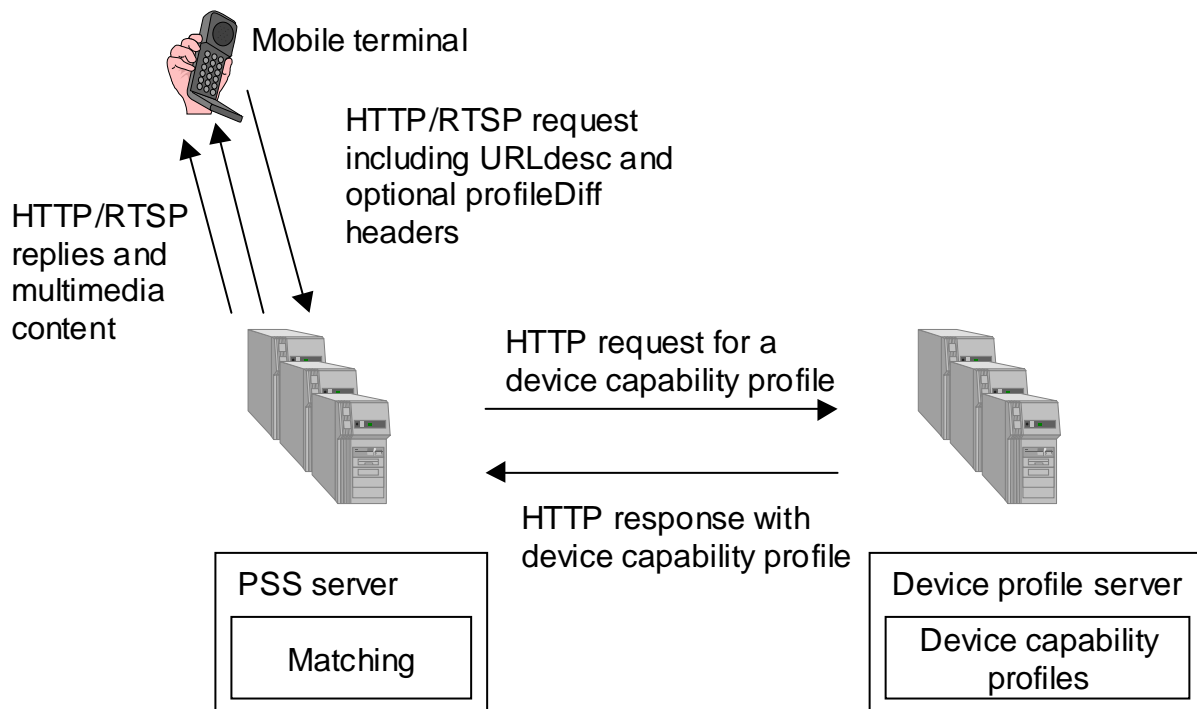 Mobile terminal
HTTP/RTSP request
including URLdesc and
optional profileDiff
headers
HTTP/RTSP
replies and
multimedia
content
HTTP request for a
device capability profile
HTTP response with
device capability profile
PSS server
Matching
Device profile server
Device capability
profiles